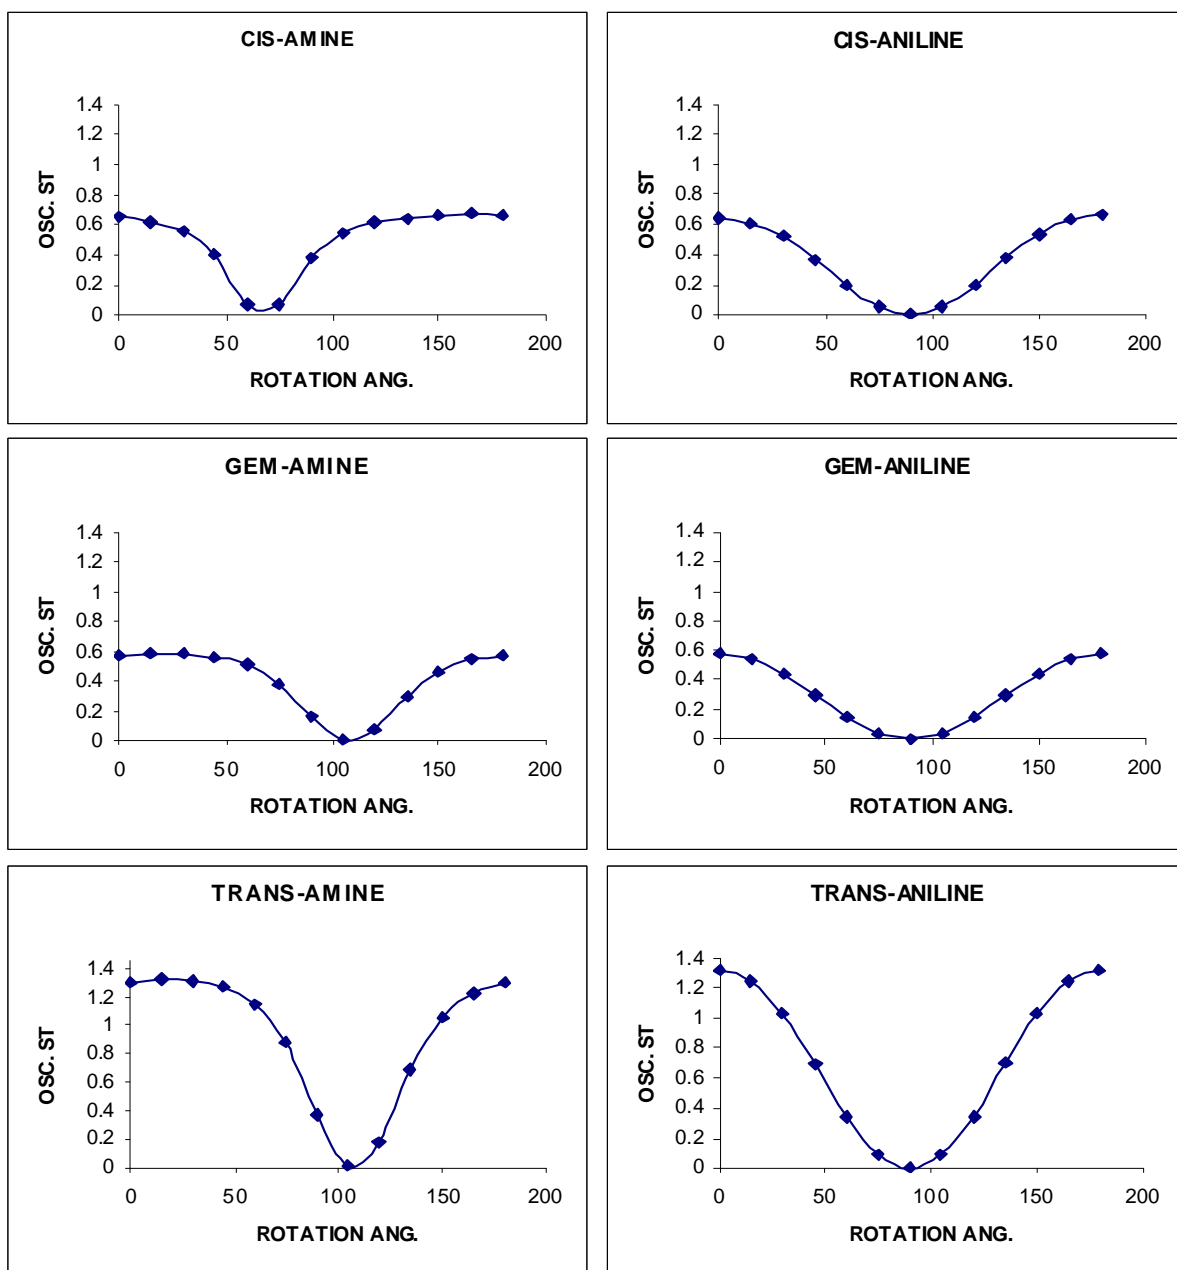 CIS-AMINE
1.4
1.2
1
0.8
0.6
0.4
0.2
0
OSC. ST
0 50 100 150 200
ROTATION ANG.
CIS-ANILINE
1.4
1.2
1
0.8
0.6
0.4
0.2
0
OSC. ST
0 50 100 150 200
ROTATION ANG.
GEM-AMINE
1.4
1.2
1
0.8
0.6
0.4
0.2
0
OSC. ST
0 50 100 150 200
ROTATION ANG.
GEM-ANILINE
1.4
1.2
1
0.8
0.6
0.4
0.2
0
OSC. ST
0 50 100 150 200
ROTATION ANG.
TRANS-AMINE
1.4
1.2
1
0.8
0.6
0.4
0.2
0
OSC. ST
0 50 100 150 200
ROTATION ANG.
TRANS-ANILINE
1.4
1.2
1
0.8
0.6
0.4
0.2
0
OSC. ST
0 50 100 150 200
ROTATION ANG.